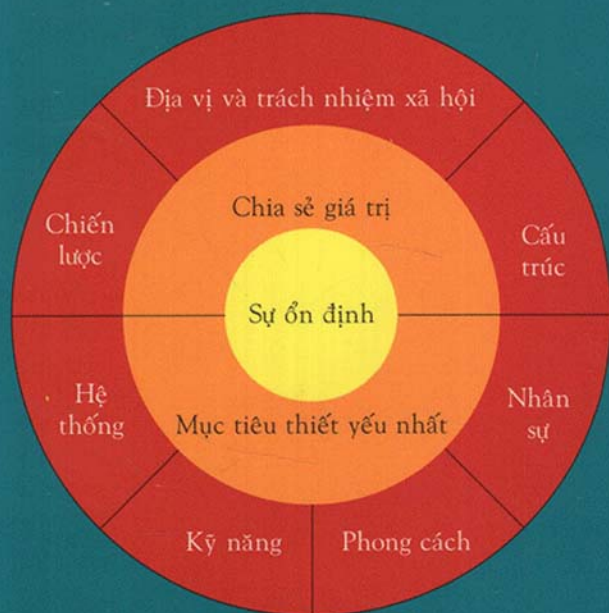 Địa vị và trách nhiệm xã hội
Chia sẻ giá trị
Chiến
lược
Cấu
trúc
Sự ổn định
Hệ
thống
Nhân
sự
Mục tiêu thiết yếu nhất
Kỹ năng
Phong cách